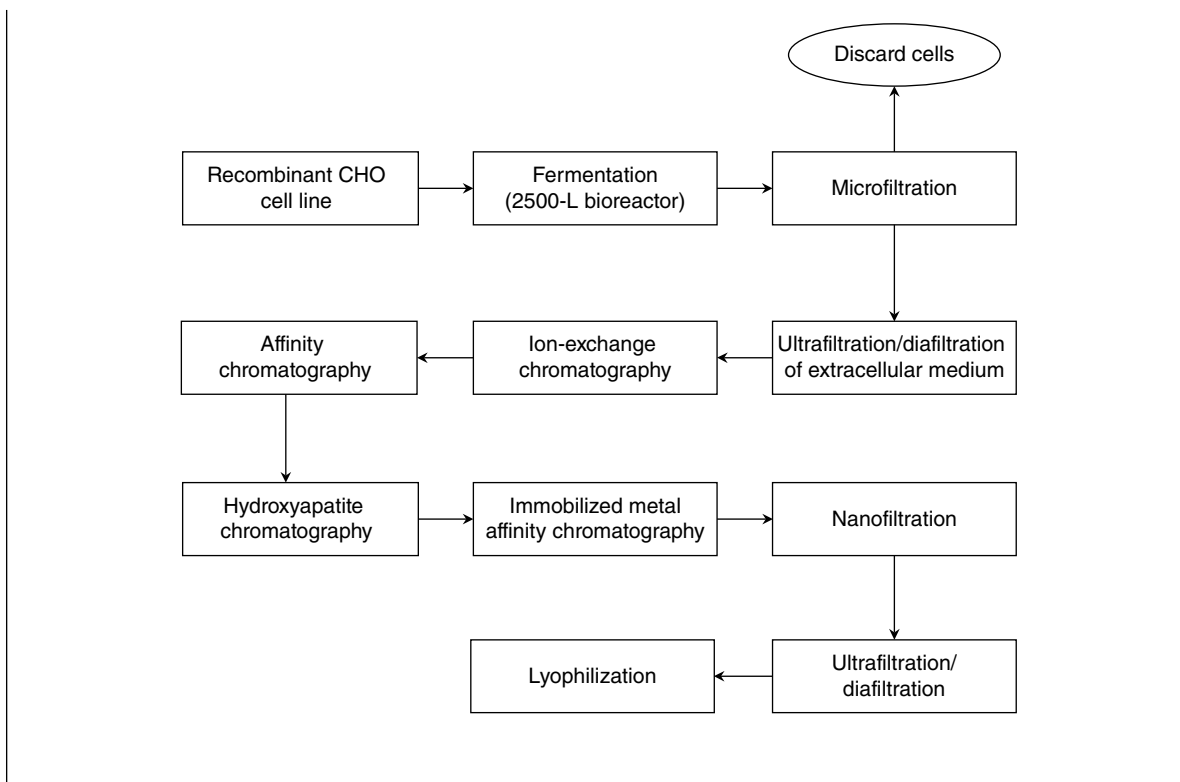 Discard cells
Recombinant CHO
cell line
Fermentation
(2500-L bioreactor)
Microfiltration
Affinity
chromatography
Ion-exchange
chromatography
Ultrafiltration/diafiltration
of extracellular medium
Hydroxyapatite
chromatography
Immobilized metal
affinity chromatography
Nanofiltration
Lyophilization
Ultrafiltration/
diafiltration